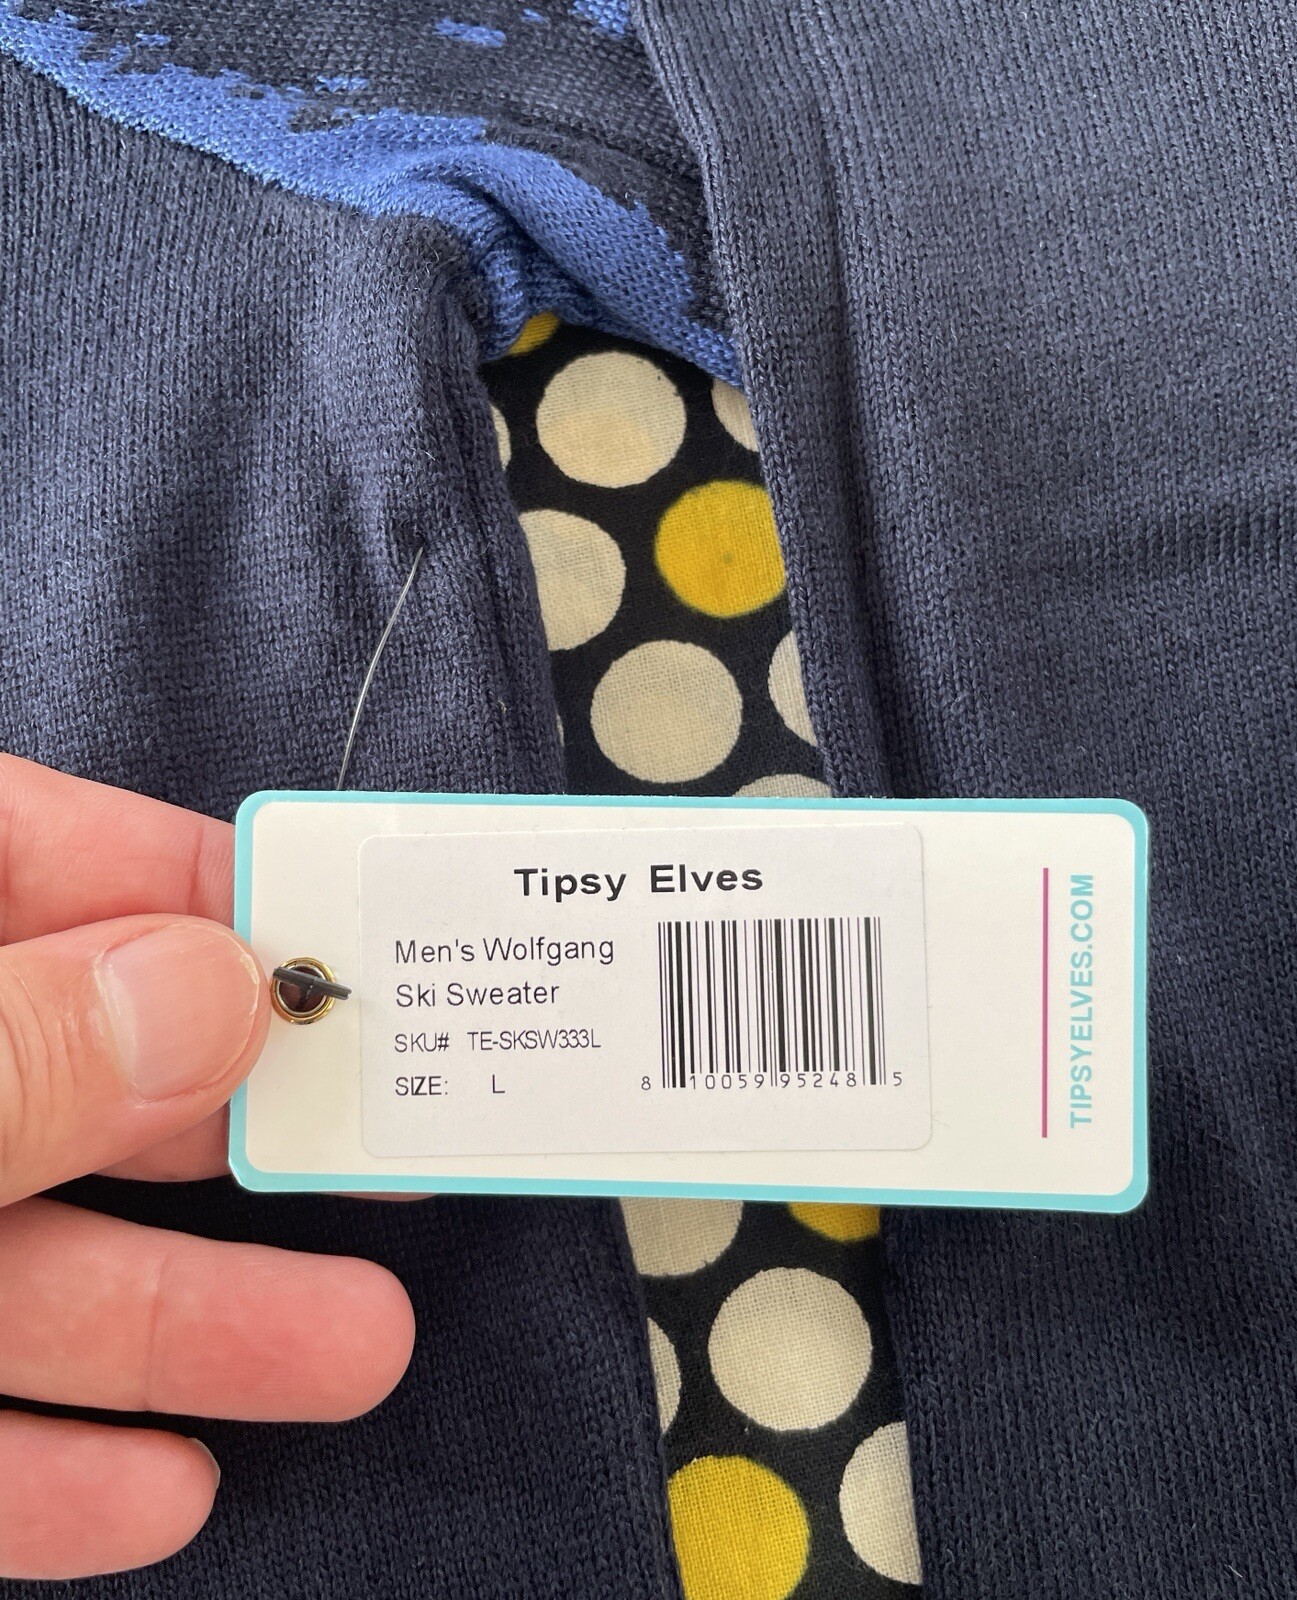 Tipsy Elves
Men's Wolfgang
Ski Sweater
SKU# TE-SKSW333L
SIZE: L
8 10059 95248 5
TIPSYELVES.COM